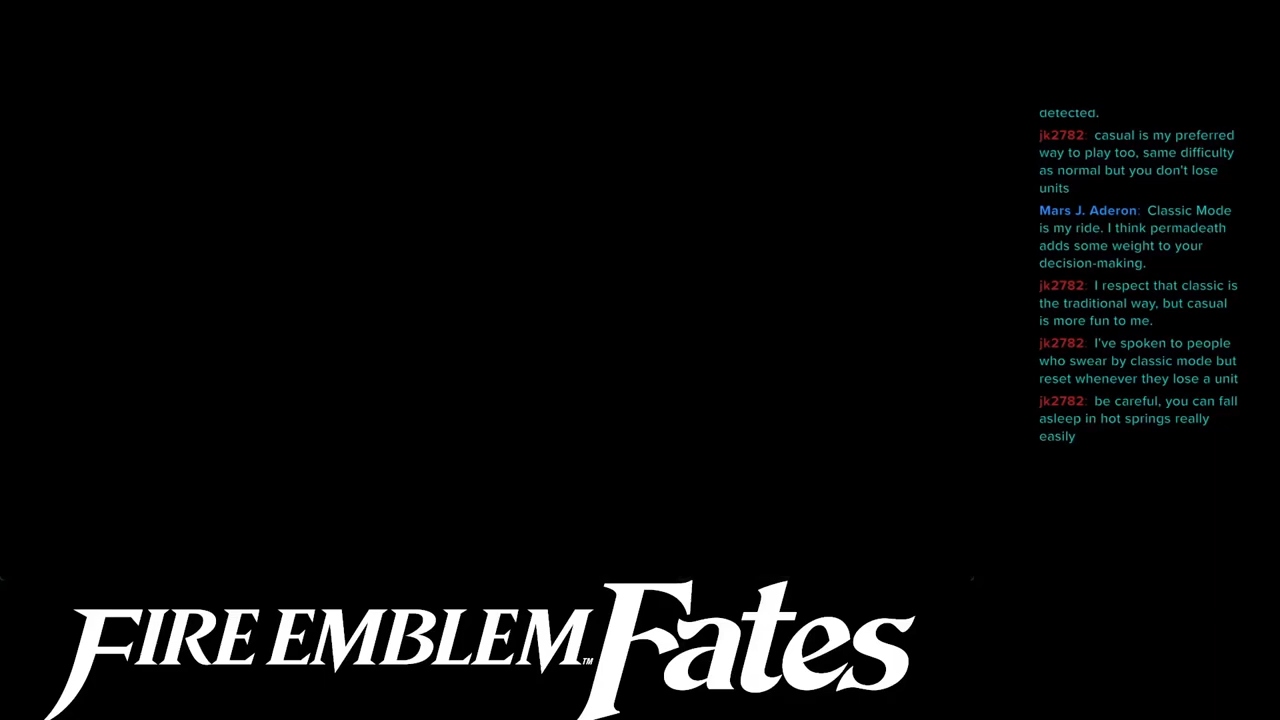 detected.
jk2782: casual is my preferred
way to play too, same difficulty
as normal but you don't lose
units
Mars J. Aderon: Classic Mode
is my ride. I think permadeath
adds some weight to your
decision-making.
jk2782: I respect that classic is
the traditional way, but casual
is more fun to me.
jk2782: I've spoken to people
who swear by classic mode but
reset whenever they lose a unit
jk2782: be careful, you can fall
asleep in hot springs really
easily
FIRE EMBLEM™ Fates